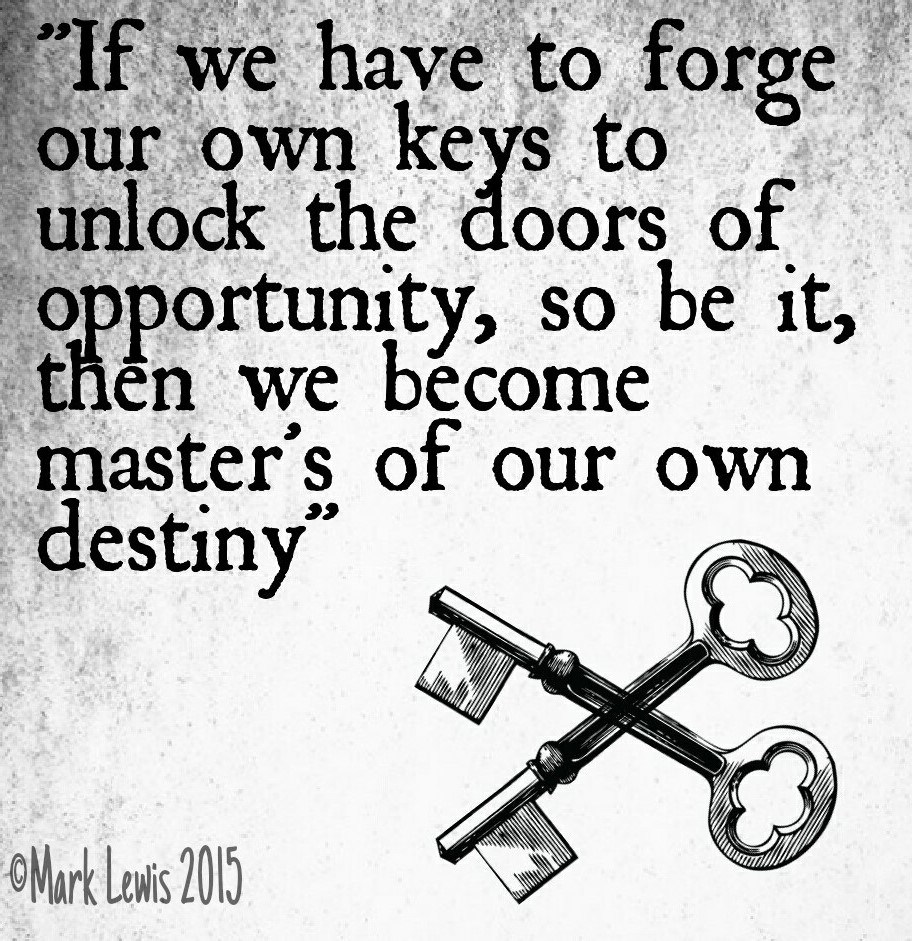 "If we have to forge
our own keys to
unlock the doors of
opportunity, so be it,
then we become
master's of our own
destiny"
©Mark Lewis 2015